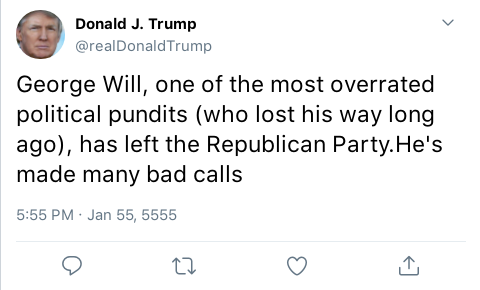 Donald J. Trump
@realDonaldTrump
George Will, one of the most overrated
political pundits (who lost his way long
ago), has left the Republican Party.He's
made many bad calls
5:55 PM · Jan 55, 5555